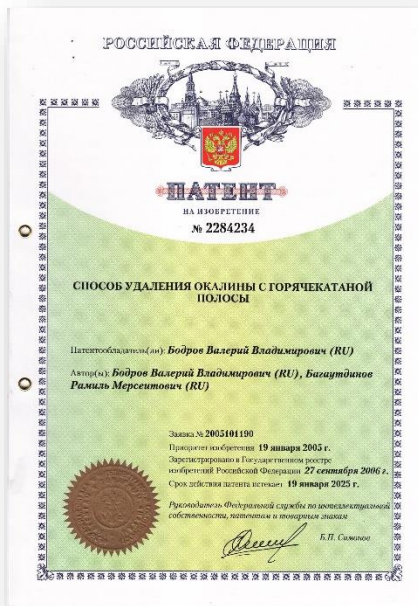 РОССИЙСКАЯ ФЕДЕРАЦИЯ
ПАТЕНТ
НА ИЗОБРЕТЕНИЕ
№ 2284234
СПОСОБ УДАЛЕНИЯ ОКАЛИНЫ С ГОРЯЧЕКАТАНОЙ
ПОЛОСЫ
Патентообладатель(ли): Бодров Валерий Владимирович (RU)
Автор(ы): Бодров Валерий Владимирович (RU), Багаутдинов
Рамиль Мерсеитович (RU)
Заявка № 2005101190
Приоритет изобретения 19 января 2005 г.
Зарегистрировано в Государственном реестре
изобретений Российской Федерации 27 сентября 2006 г.
Срок действия патента истекает 19 января 2025 г.
Руководитель Федеральной службы по интеллектуальной
собственности, патентам и товарным знакам
Б.П. Симонов